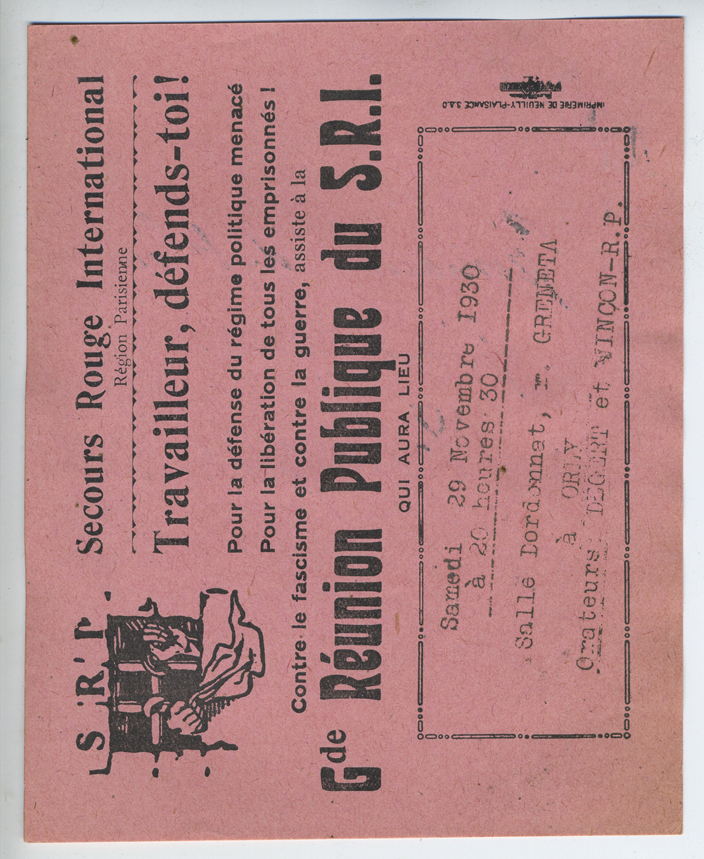 S R I
Secours Rouge International
Région Parisienne
Travailleur, défends-toi!
Pour la défense du régime politique menacé
Pour la libération de tous les emprisonnés !
Contre le fascisme et contre la guerre, assiste à la
Gde Réunion Publique du S.R.I.
QUI AURA LIEU
Samedi 29 Novembre 1930
à 20 heures 30
Salle Dordonnat, r. GRENETA
à ORLY
Orateurs: et VINÇON-R.P.
IMPRIMERIE DE NEUILLY-PLAISANCE S.&.O